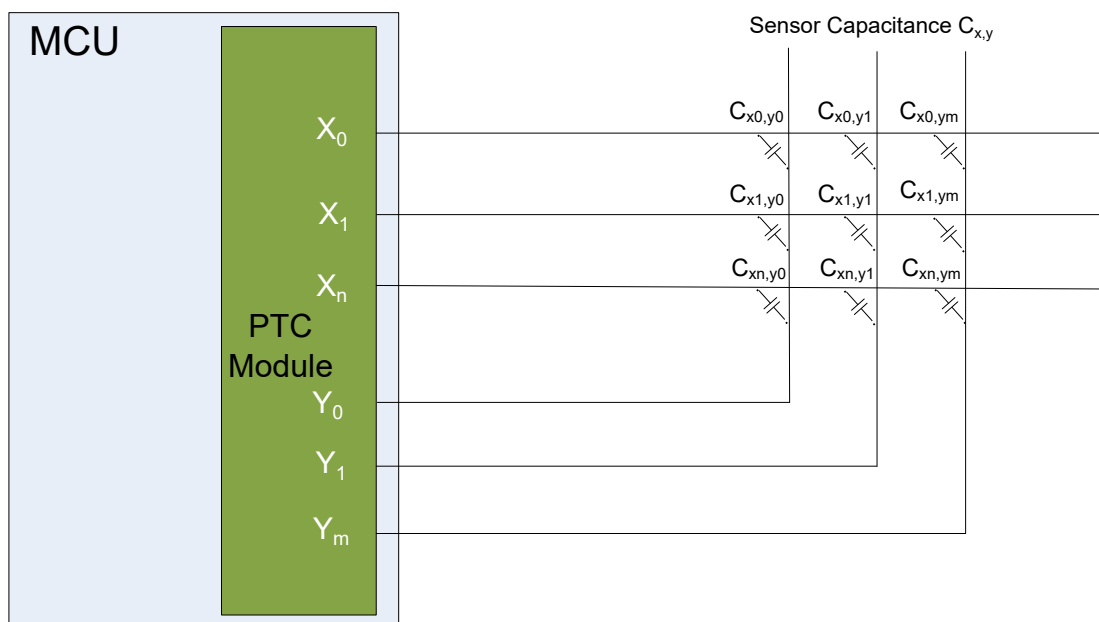 MCU
Sensor Capacitance Cx,y
Cx0,y0 Cx0,y1 Cx0,ym
X0
Cx1,y0 Cx1,y1 Cx1,ym
X1
Cxn,y0 Cxn,y1 Cxn,ym
Xn
PTC
Module
Y0
Y1
Ym